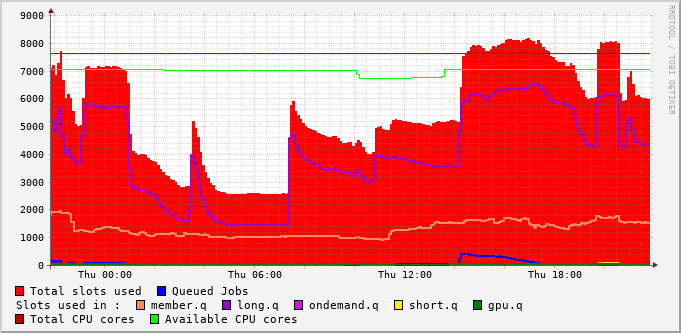 9000
8000
7000
6000
5000
4000
3000
2000
1000
0
Thu 00:00 Thu 06:00 Thu 12:00 Thu 18:00
RRDTOOL / TOBI OETIKER
Total slots used Queued Jobs
Slots used in : member.q long.q ondemand.q short.q gpu.q
Total CPU cores Available CPU cores